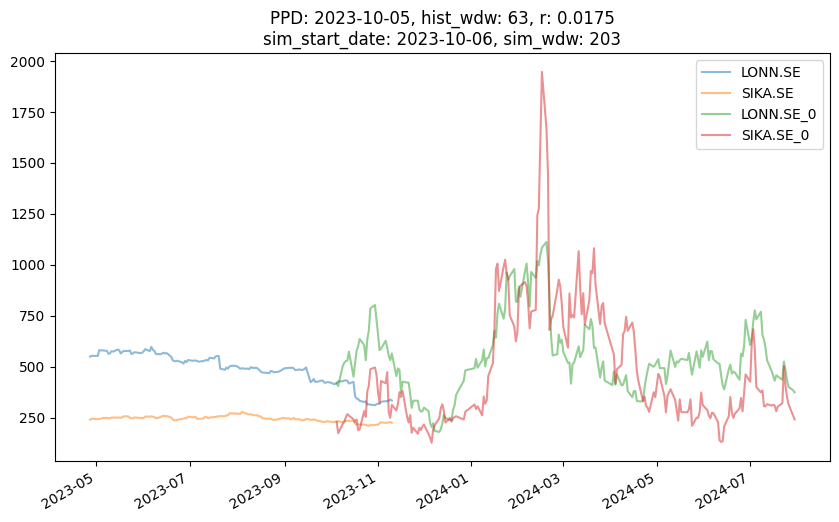 PPD: 2023-10-05, hist_wdw: 63, r: 0.0175
sim_start_date: 2023-10-06, sim_wdw: 203
LONN.SE
SIKA.SE
LONN.SE_0
SIKA.SE_0
2000
1750
1500
1250
1000
750
500
250
2023-05
2023-07
2023-09
2023-11
2024-01
2024-03
2024-05
2024-07